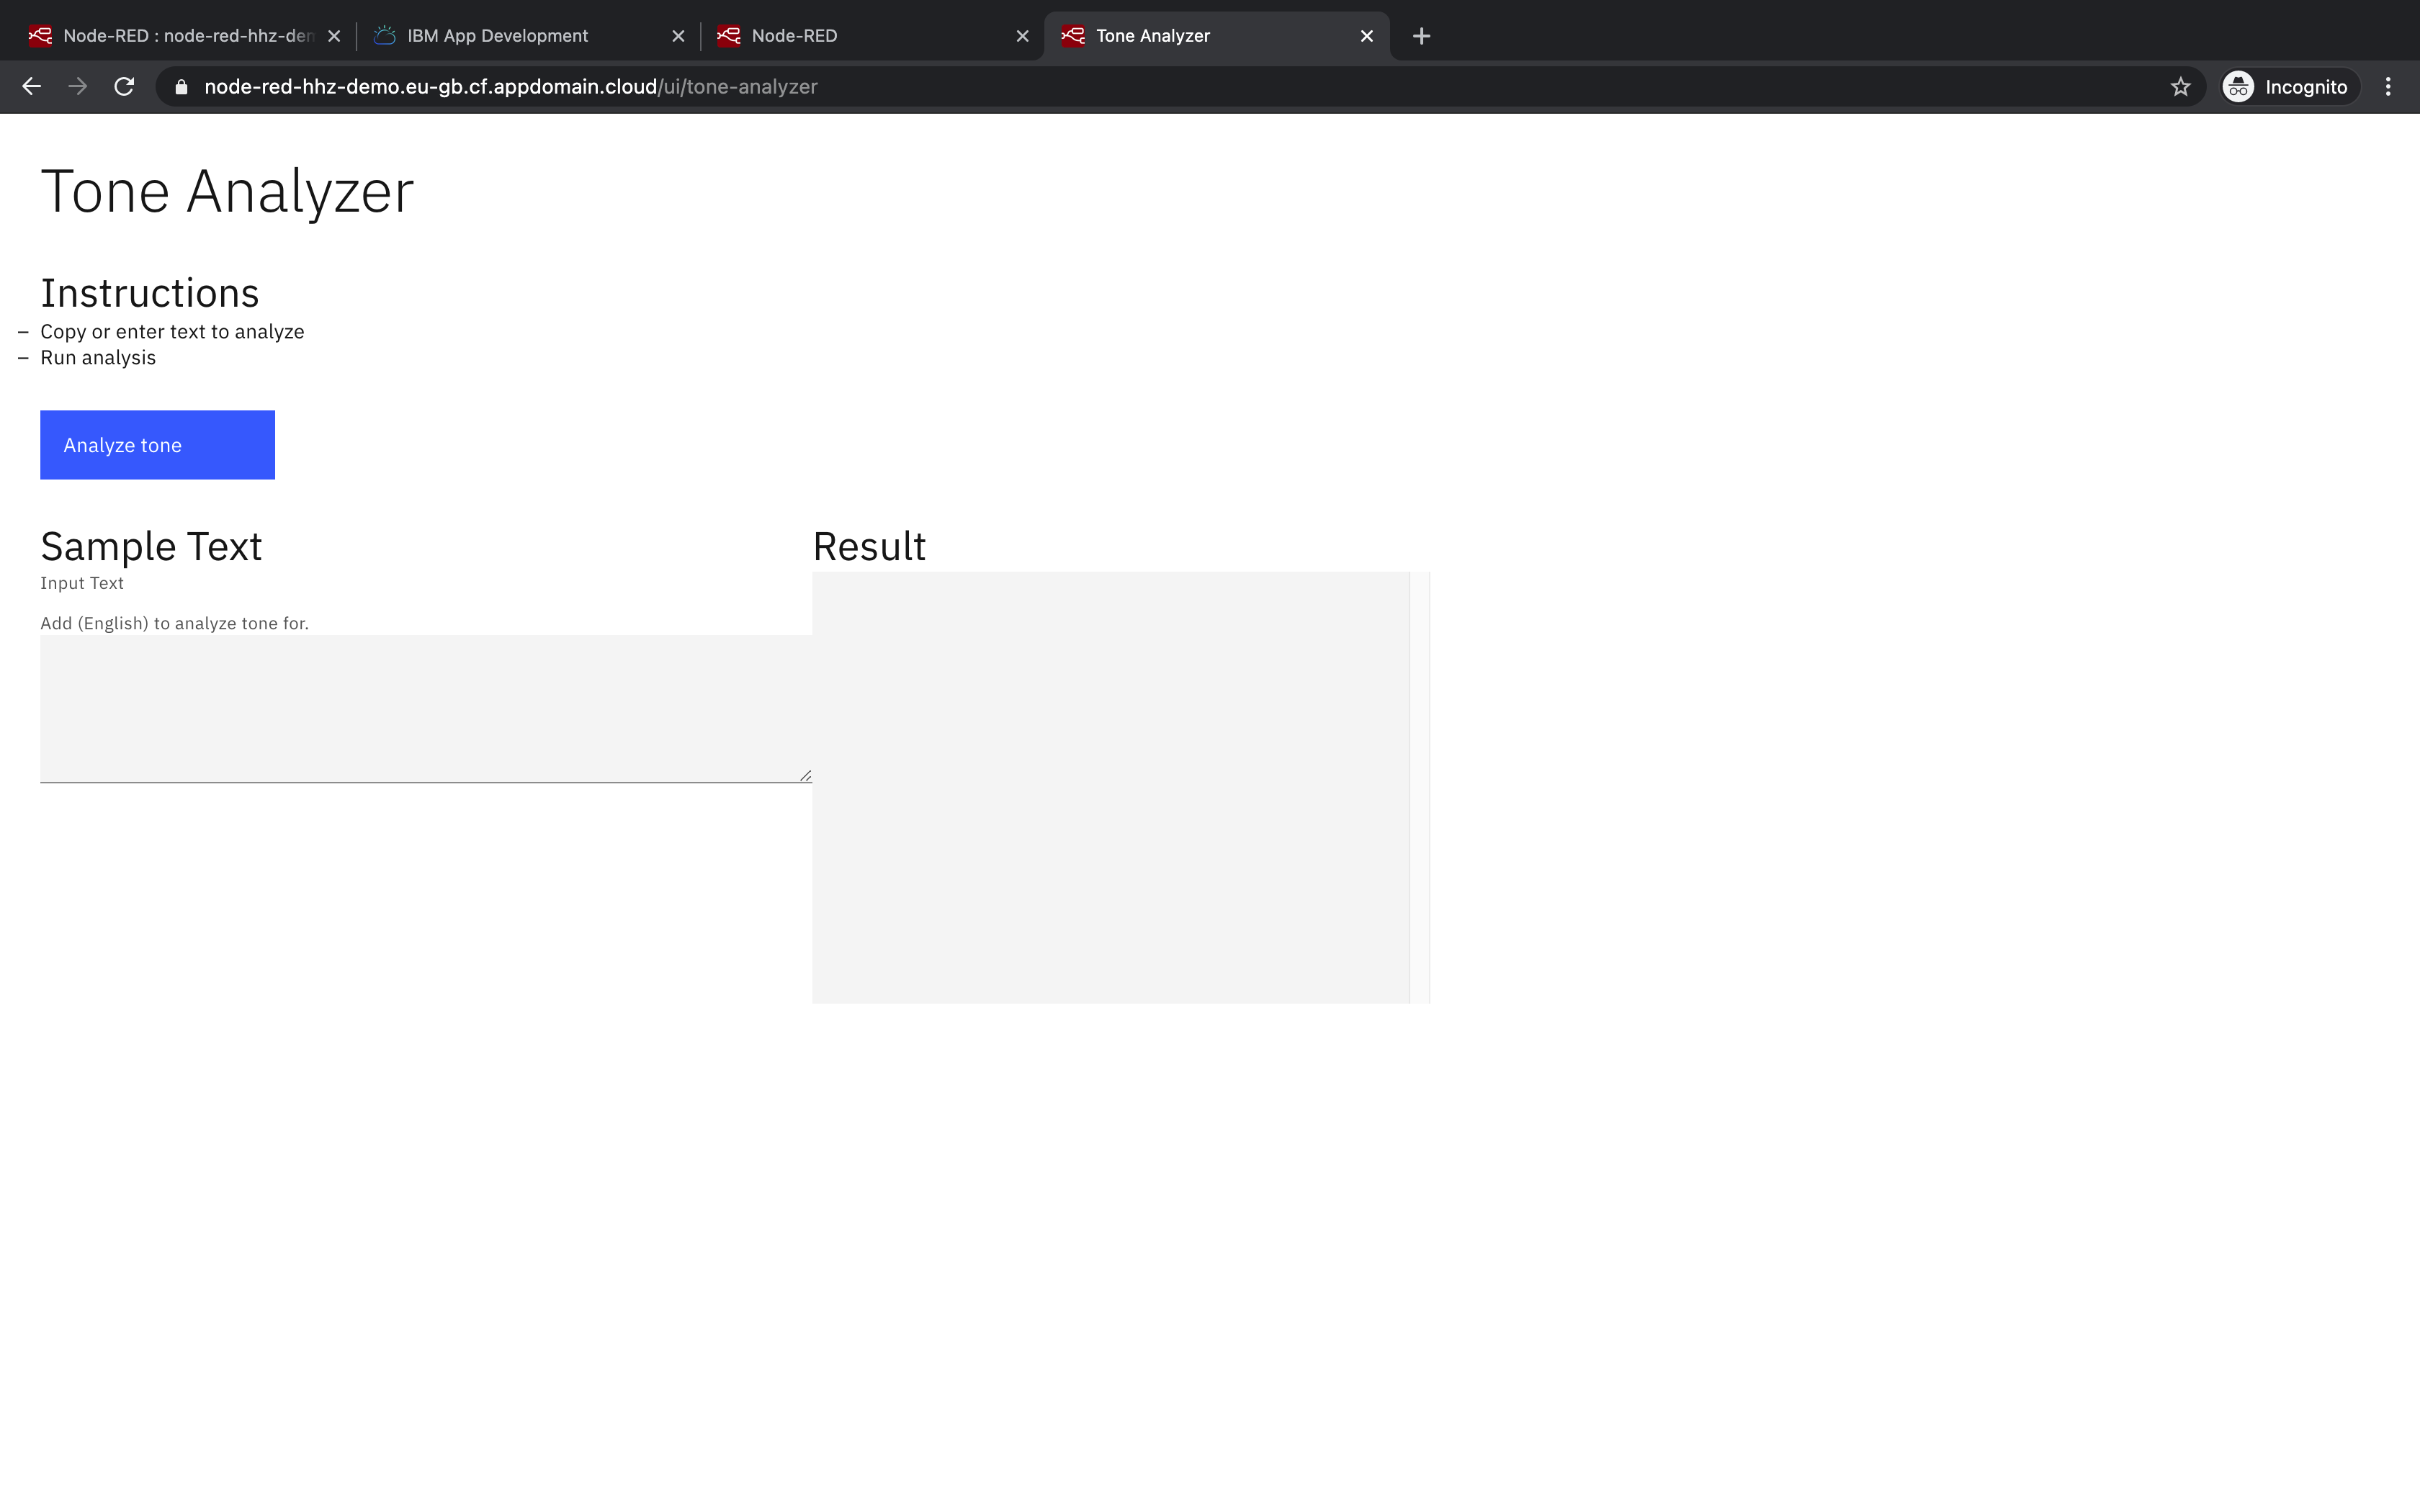 Node-RED : node-red-hhz-dem
IBM App Development
Node-RED
Tone Analyzer
node-red-hhz-demo.eu-gb.cf.appdomain.cloud/ui/tone-analyzer
Incognito
Tone Analyzer
Instructions
– Copy or enter text to analyze
– Run analysis
Analyze tone
Sample Text
Result
Input Text
Add (English) to analyze tone for.